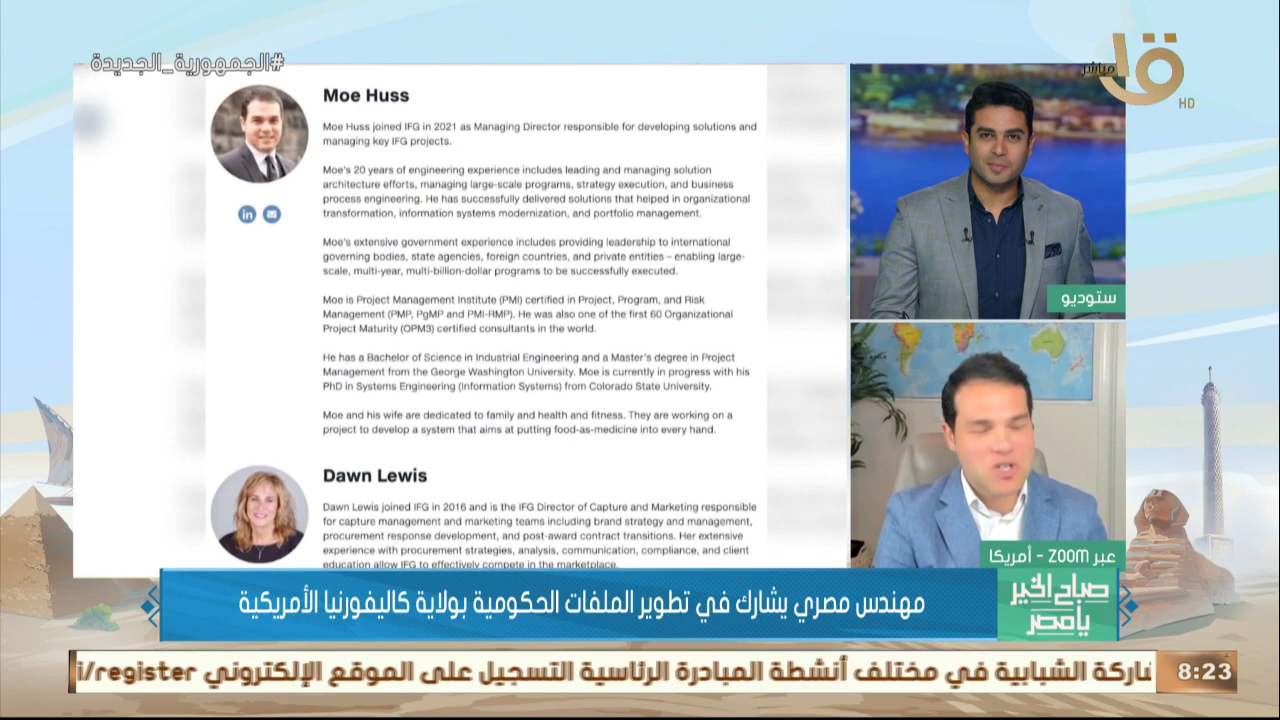 #الجمهورية_الجديدة
مباشر
HD
Moe Huss
Moe Huss joined IFG in 2021 as Managing Director responsible for developing solutions and
managing key IFG projects.
Moe's 20 years of engineering experience includes leading and managing solution
architecture efforts, managing large-scale programs, strategy execution, and business
process engineering. He has successfully delivered solutions that helped in organizational
transformation, information systems modernization, and portfolio management.
Moe's extensive government experience includes providing leadership to international
governing bodies, state agencies, foreign countries, and private entities – enabling large-
scale, multi-year, multi-billion-dollar programs to be successfully executed.
Moe is Project Management Institute (PMI) certified in Project, Program, and Risk
Management (PMP, PgMP and PMI-RMP). He was also one of the first 60 Organizational
Project Maturity (OPM3) certified consultants in the world.
He has a Bachelor of Science in Industrial Engineering and a Master's degree in Project
Management from the George Washington University. Moe is currently in progress with his
PhD in Systems Engineering (Information Systems) from Colorado State University.
Moe and his wife are dedicated to family and health and fitness. They are working on a
project to develop a system that aims at putting food-as-medicine into every hand.
in
Dawn Lewis
Dawn Lewis joined IFG in 2016 and is the IFG Director of Capture and Marketing responsible
for capture management and marketing teams including brand strategy and management,
procurement response development, and post-award contract transitions. Her extensive
experience with procurement strategies, analysis, communication, compliance, and client
education allow IFG to effectively compete in the marketplace.
ستوديو
عبر ZOOM - أمريكا
صباح الخير
يا مصر
مهندس مصري يشارك في تطوير الملفات الحكومية بولاية كاليفورنيا الأمريكية
8:23
ماركة الشبابية في مختلف أنشطة المبادرة الرئاسية التسجيل على الموقع الإلكتروني i/register